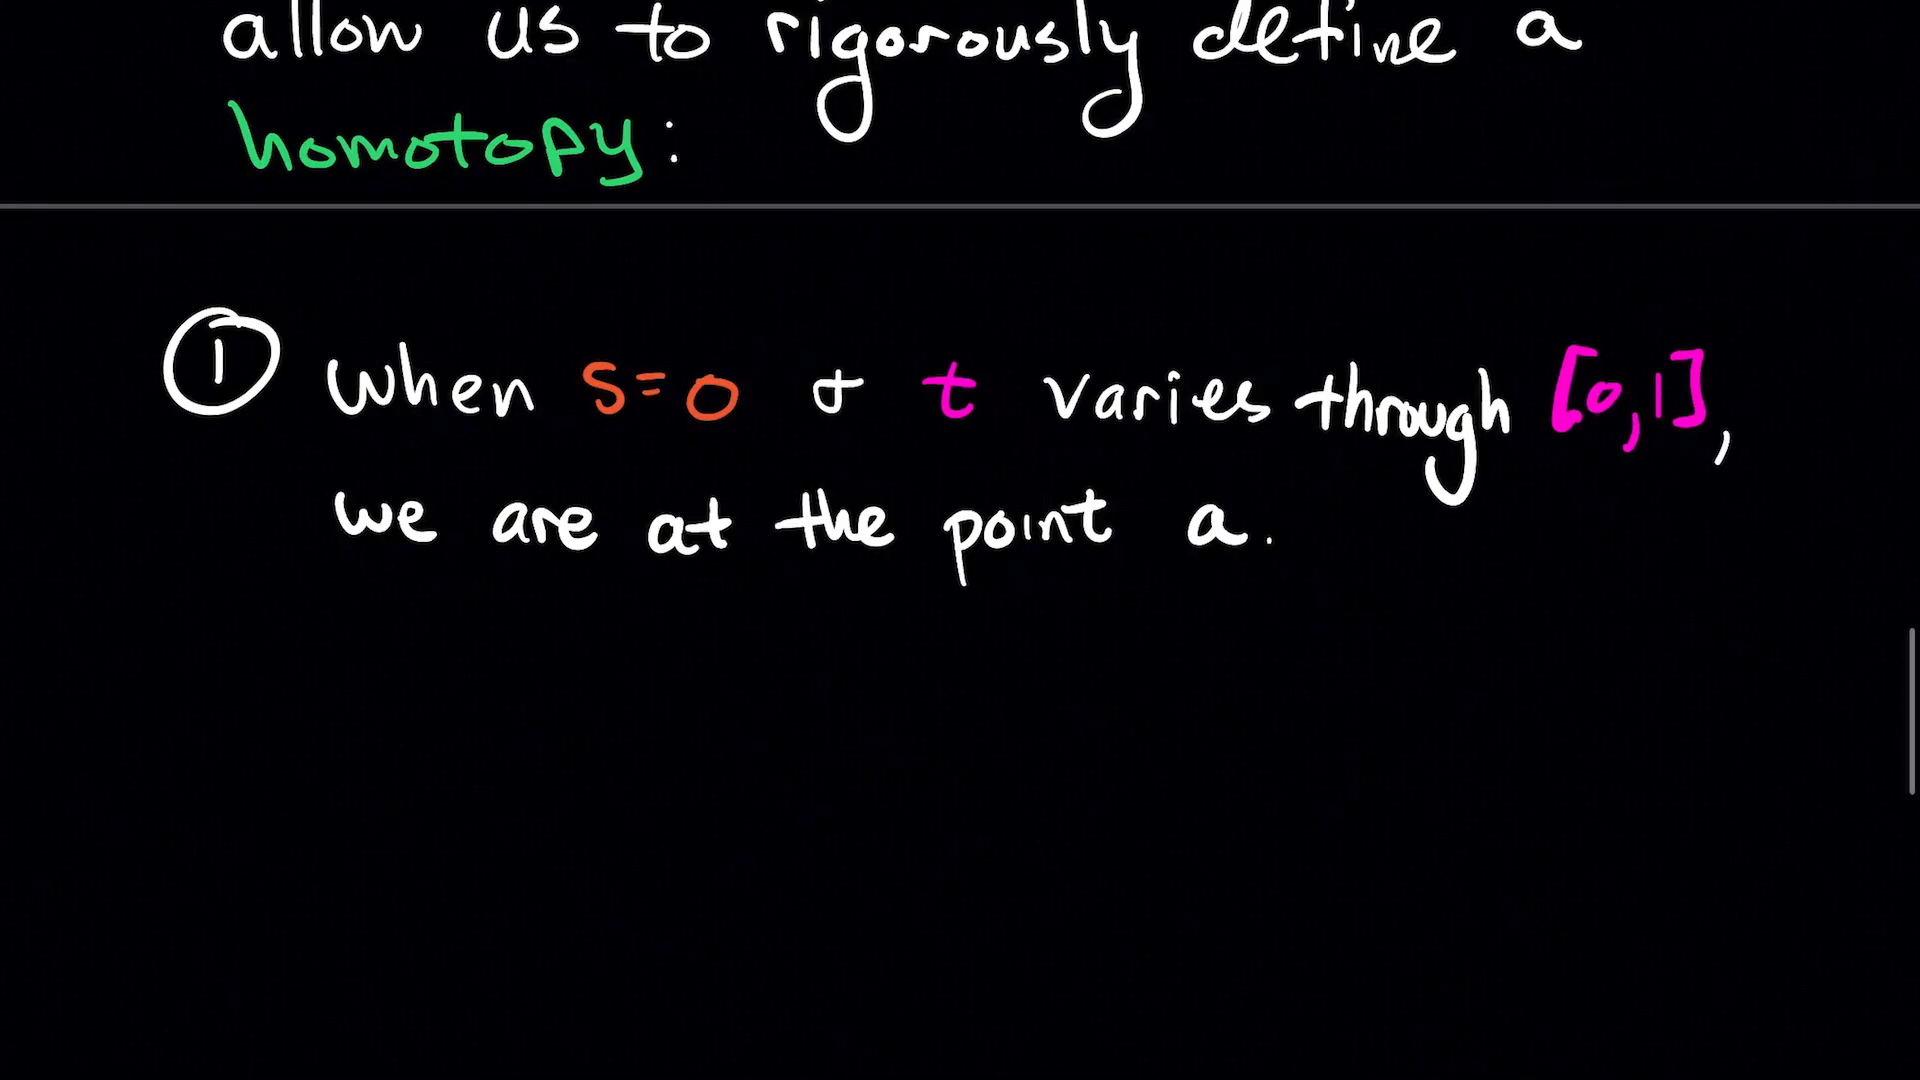 allow us to rigorously define a
homotopy:
① When s=0 & t varies through [0,1],
we are at the point a.